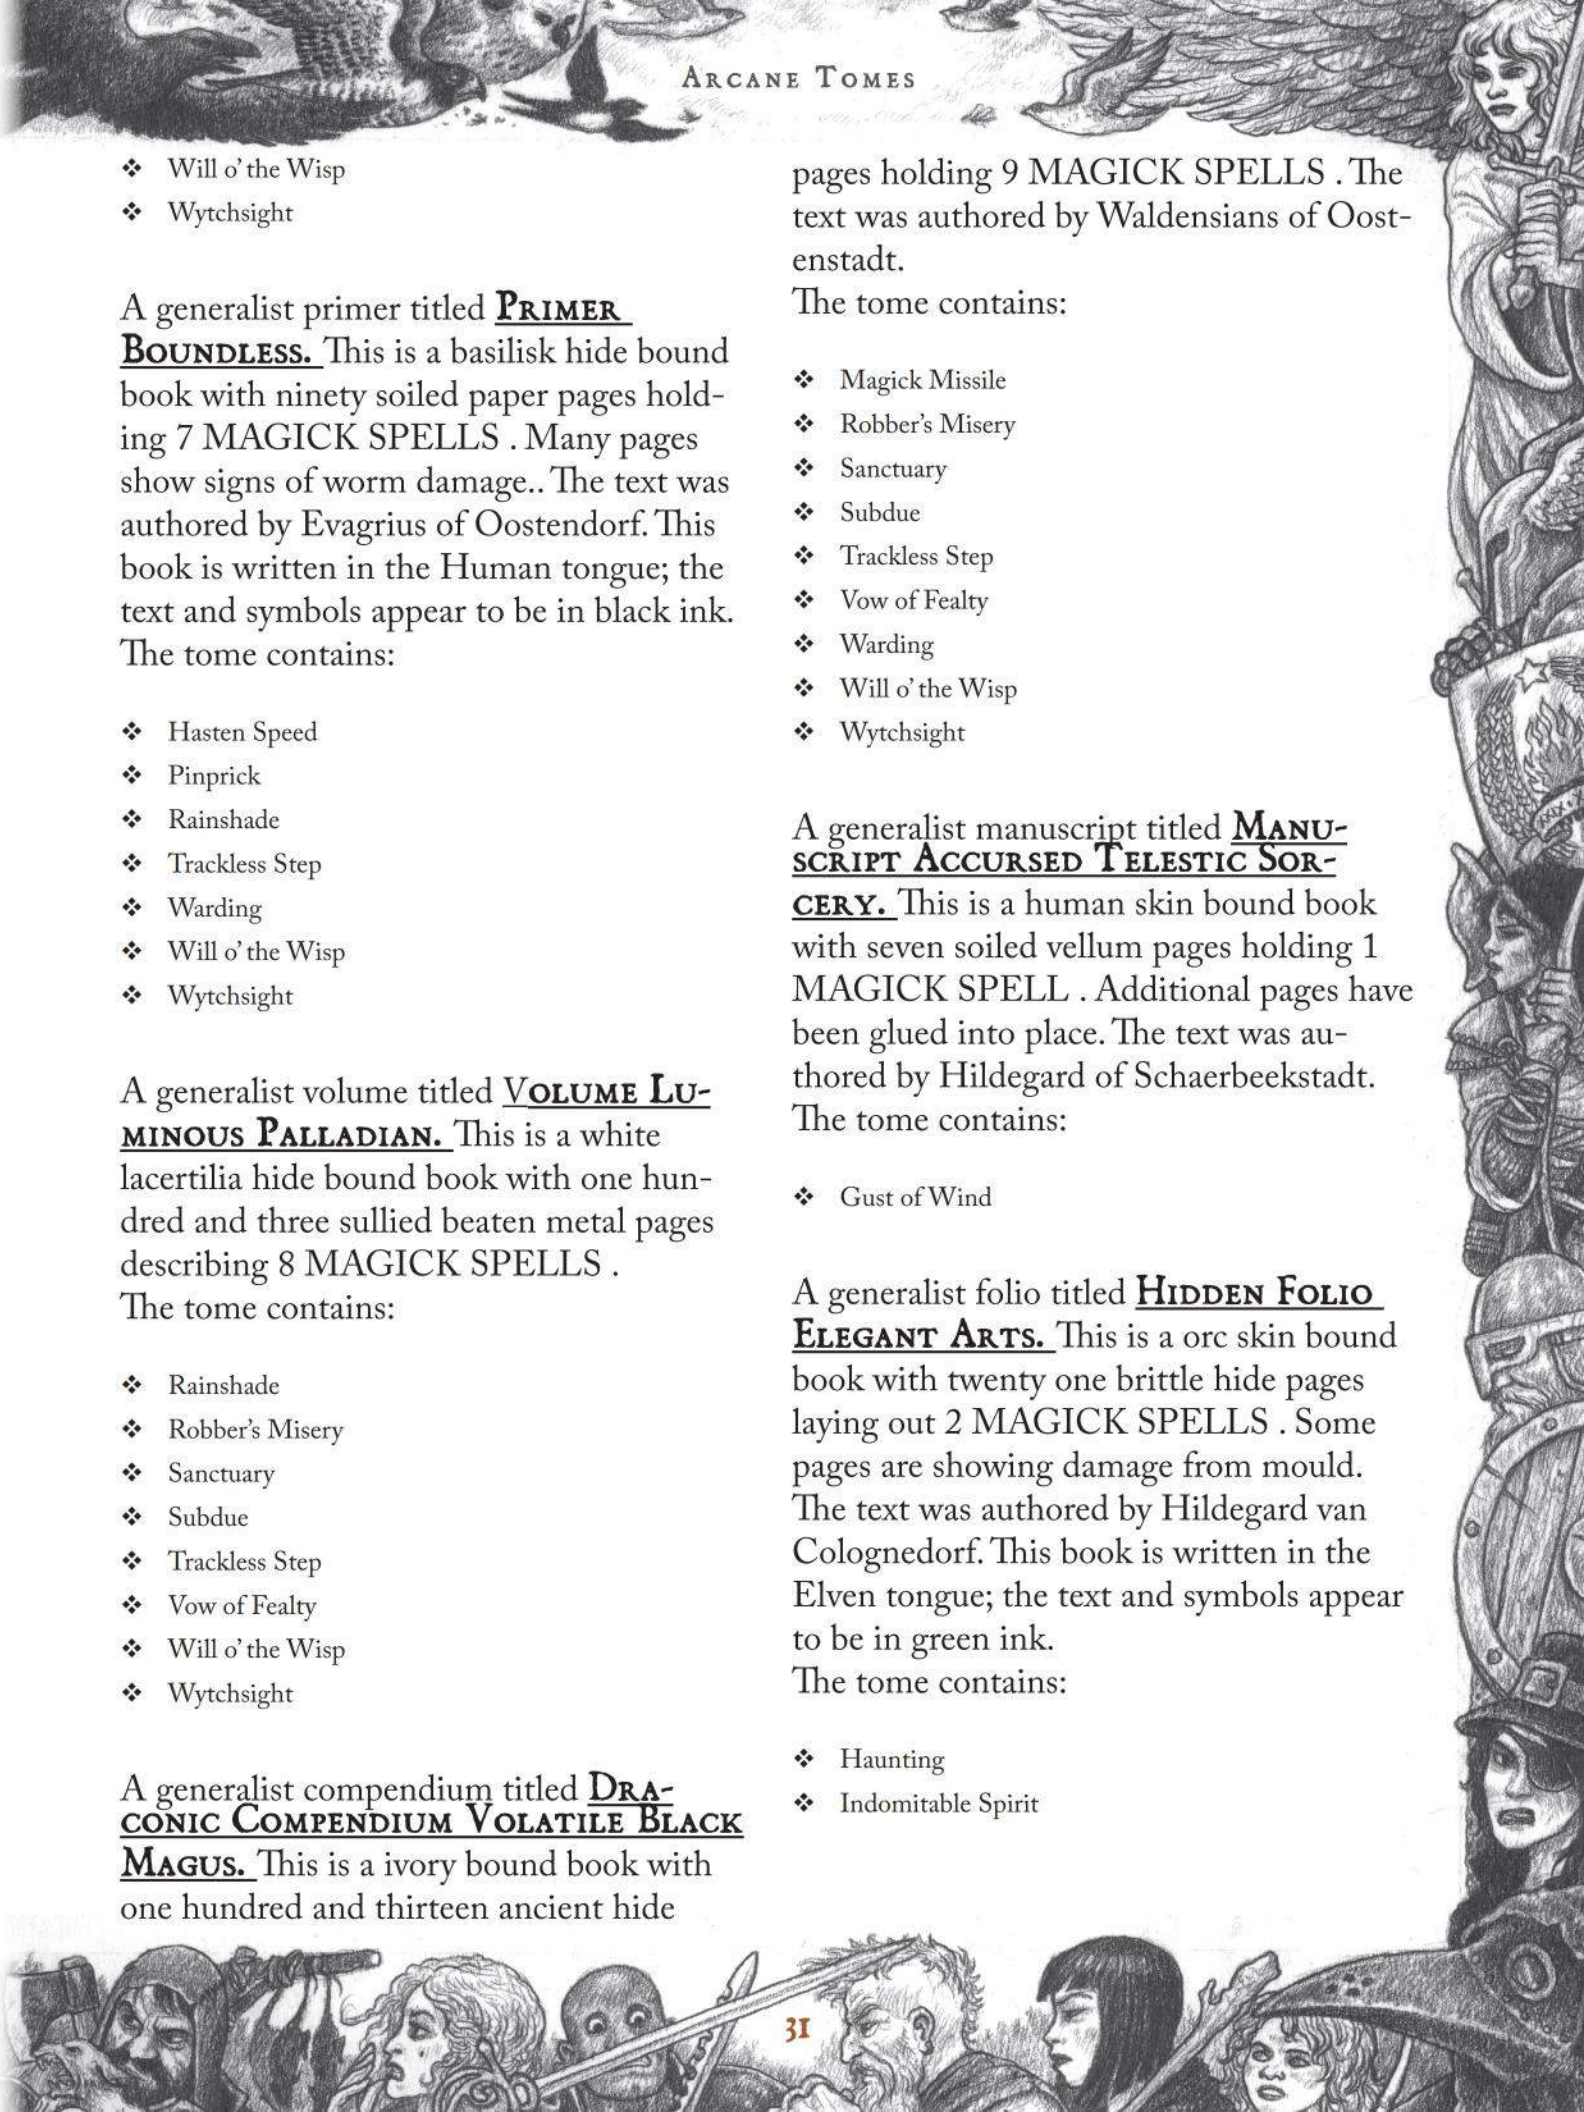 Arcane Tomes
❖ Will o' the Wisp
❖ Wytchsight
A generalist primer titled Primer
Boundless. This is a basilisk hide bound
book with ninety soiled paper pages hold-
ing 7 MAGICK SPELLS . Many pages
show signs of worm damage.. The text was
authored by Evagrius of Oostendorf. This
book is written in the Human tongue; the
text and symbols appear to be in black ink.
The tome contains:
❖ Hasten Speed
❖ Pinprick
❖ Rainshade
❖ Trackless Step
❖ Warding
❖ Will o' the Wisp
❖ Wytchsight
A generalist volume titled Volume Lu-
minous Palladian. This is a white
lacertilia hide bound book with one hun-
dred and three sullied beaten metal pages
describing 8 MAGICK SPELLS .
The tome contains:
❖ Rainshade
❖ Robber's Misery
❖ Sanctuary
❖ Subdue
❖ Trackless Step
❖ Vow of Fealty
❖ Will o' the Wisp
❖ Wytchsight
A generalist compendium titled Dra-
conic Compendium Volatile Black
Magus. This is a ivory bound book with
one hundred and thirteen ancient hide
pages holding 9 MAGICK SPELLS . The
text was authored by Waldensians of Oost-
enstadt.
The tome contains:
❖ Magick Missile
❖ Robber's Misery
❖ Sanctuary
❖ Subdue
❖ Trackless Step
❖ Vow of Fealty
❖ Warding
❖ Will o' the Wisp
❖ Wytchsight
A generalist manuscript titled Manu-
script Accursed Telestic Sor-
cery. This is a human skin bound book
with seven soiled vellum pages holding 1
MAGICK SPELL . Additional pages have
been glued into place. The text was au-
thored by Hildegard of Schaerbeekstadt.
The tome contains:
❖ Gust of Wind
A generalist folio titled Hidden Folio
Elegant Arts. This is a orc skin bound
book with twenty one brittle hide pages
laying out 2 MAGICK SPELLS . Some
pages are showing damage from mould.
The text was authored by Hildegard van
Colognedorf. This book is written in the
Elven tongue; the text and symbols appear
to be in green ink.
The tome contains:
❖ Haunting
❖ Indomitable Spirit
31